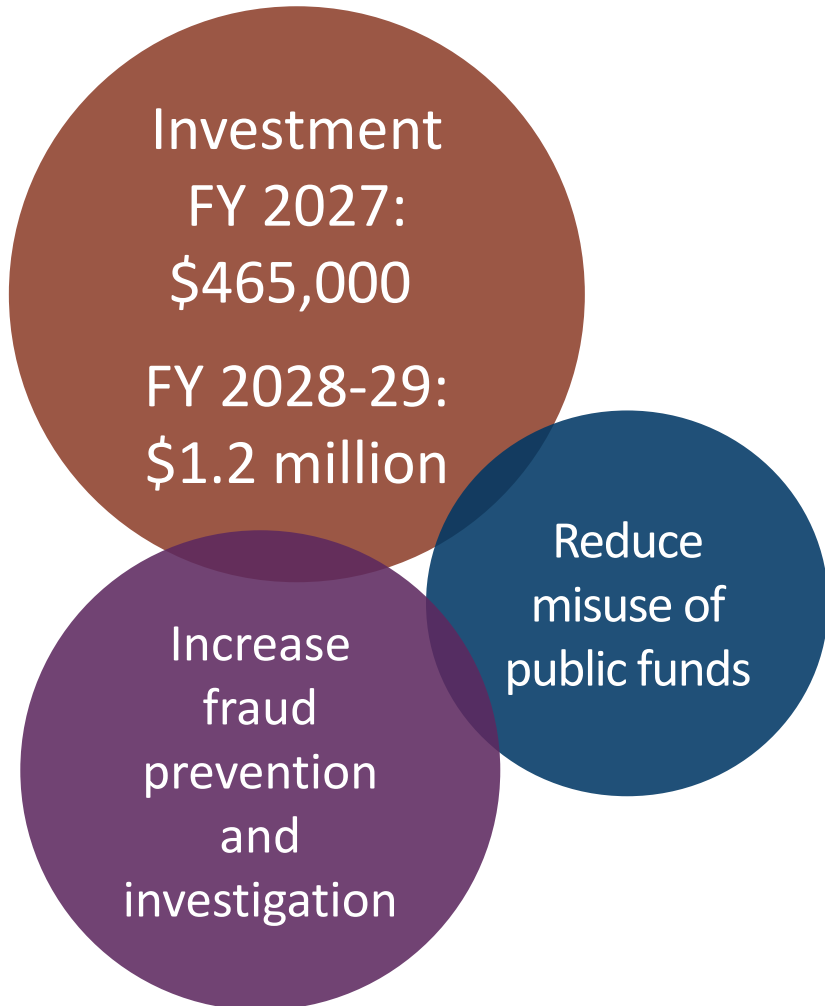 Investment
FY 2027:
$465,000
FY 2028-29:
$1.2 million
Reduce
misuse of
public funds
Increase
fraud
prevention
and
investigation